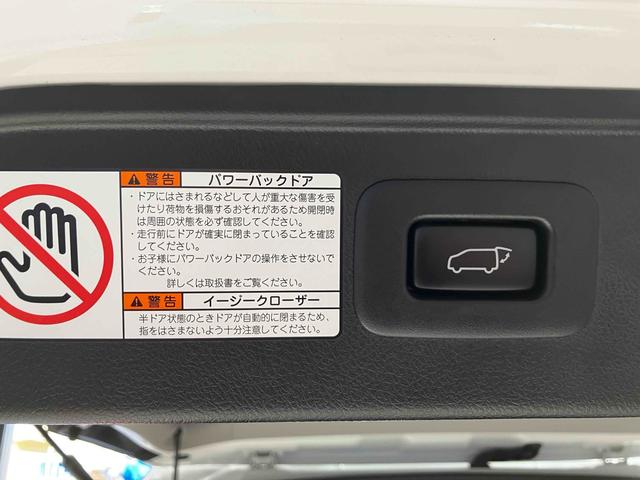 警告 パワーバックドア
・ドアにはさまれるなどして人が重大な傷害を受
けたり荷物を損傷するおそれがあるため開閉時
は周囲の状態を必ず確認してください。
・走行前にドアが確実に閉まっていることを確認
してください。
・お子様にパワーバックドアの操作をさせないで
ください。
詳しくは取扱書をご覧ください。
警告 イージークローザー
半ドア状態のときドアが自動的に閉まるため、
指をはさまないよう十分注意してください。